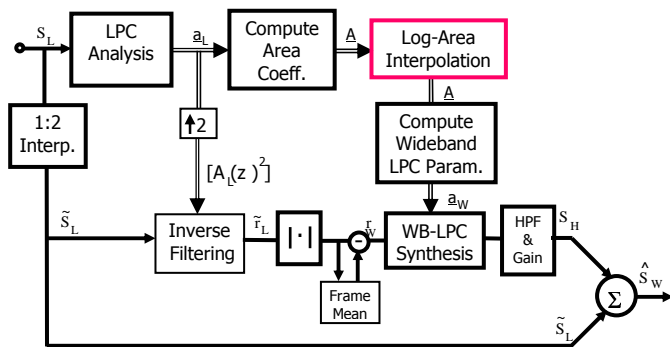 S_L
LPC
Analysis
a_L
Compute
Area
Coeff.
A
Log-Area
Interpolation
A
1:2
Interp.
↑2
[A_L(z)^2]
Compute
Wideband
LPC Param.
a_W
S̃_L
Inverse
Filtering
r̃_L
|·|
-
r_W
WB-LPC
Synthesis
HPF
&
Gain
S_H
Frame
Mean
Σ
Ŝ_W
S̃_L